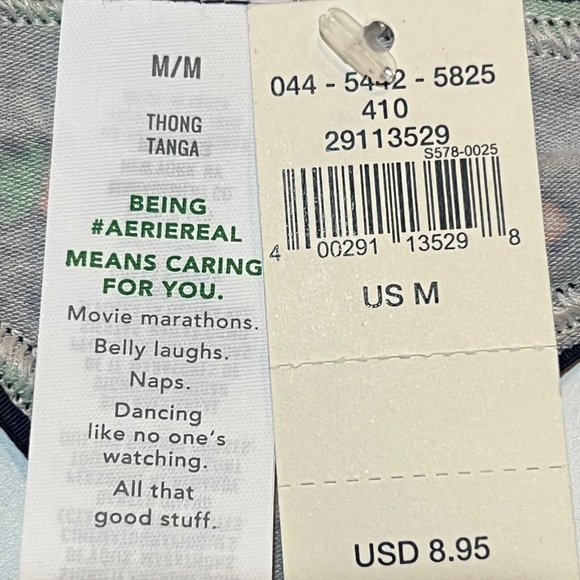 M/M
THONG
TANGA
BEING
#AERIEREAL
MEANS CARING
FOR YOU.
Movie marathons.
Belly laughs.
Naps.
Dancing
like no one's
watching.
All that
good stuff.
044 - 5442 - 5825
410
29113529
S578-0025
4 00291 13529 8
US M
USD 8.95